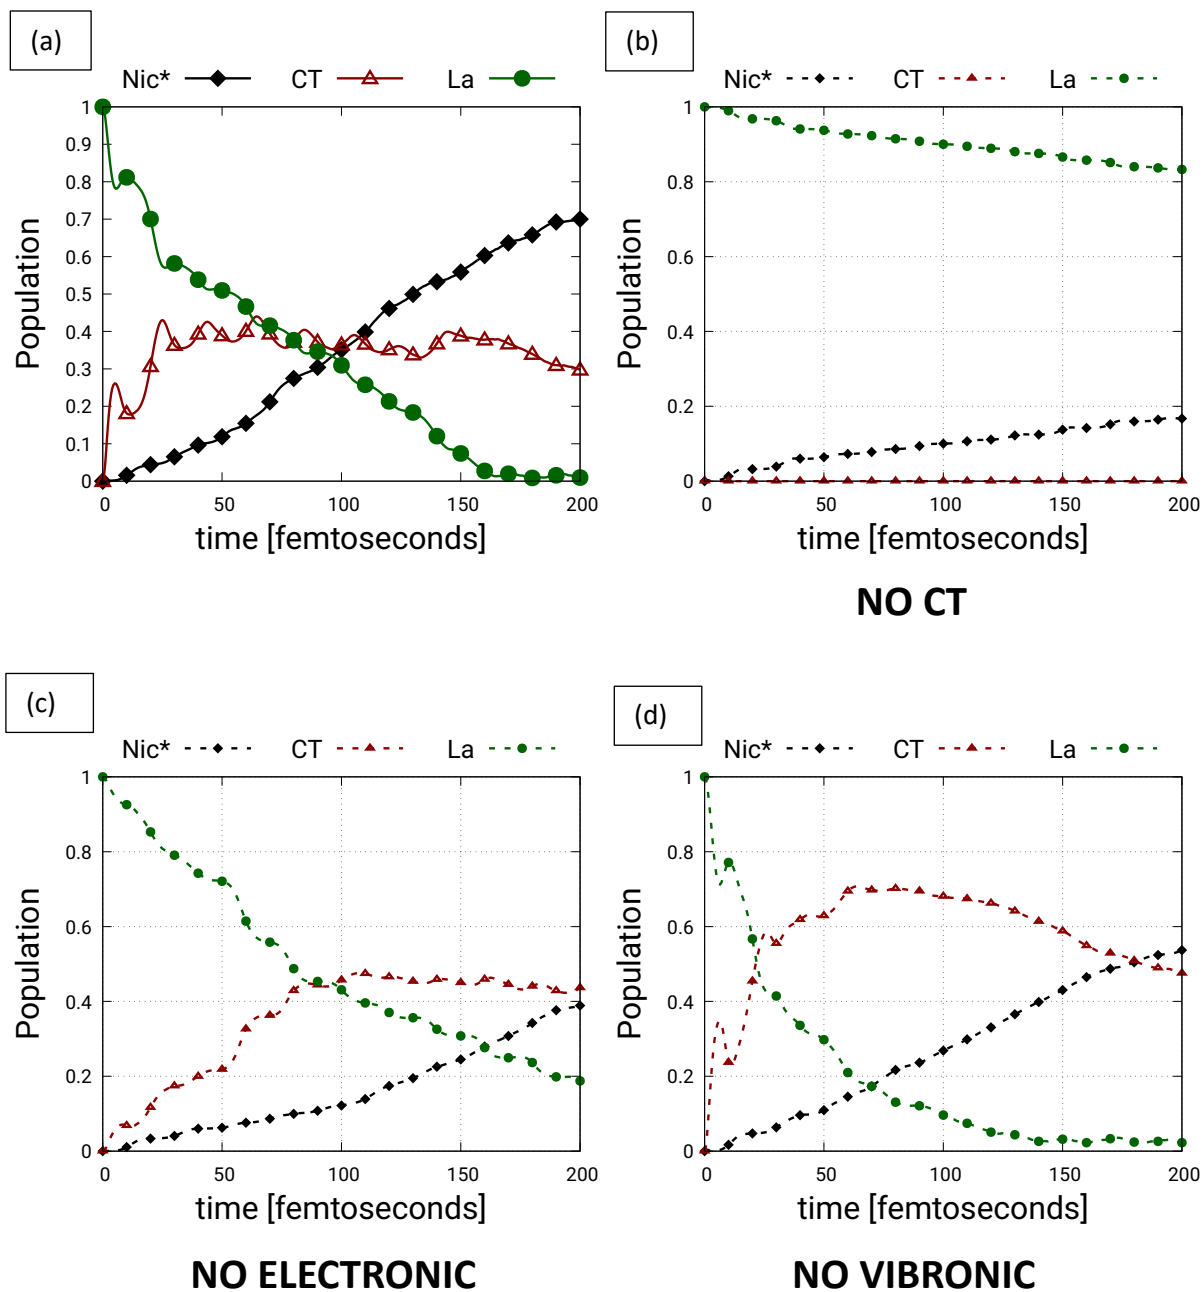 (a)
Nic* CT La
1
0.9
0.8
0.7
0.6
0.5
0.4
0.3
0.2
0.1
0
Population
0 50 100 150 200
time [femtoseconds]
(b)
Nic* CT La
1
0.8
0.6
0.4
0.2
0
Population
0 50 100 150 200
time [femtoseconds]
NO CT
(c)
Nic* CT La
1
0.8
0.6
0.4
0.2
0
Population
0 50 100 150 200
time [femtoseconds]
NO ELECTRONIC
(d)
Nic* CT La
1
0.8
0.6
0.4
0.2
0
Population
0 50 100 150 200
time [femtoseconds]
NO VIBRONIC